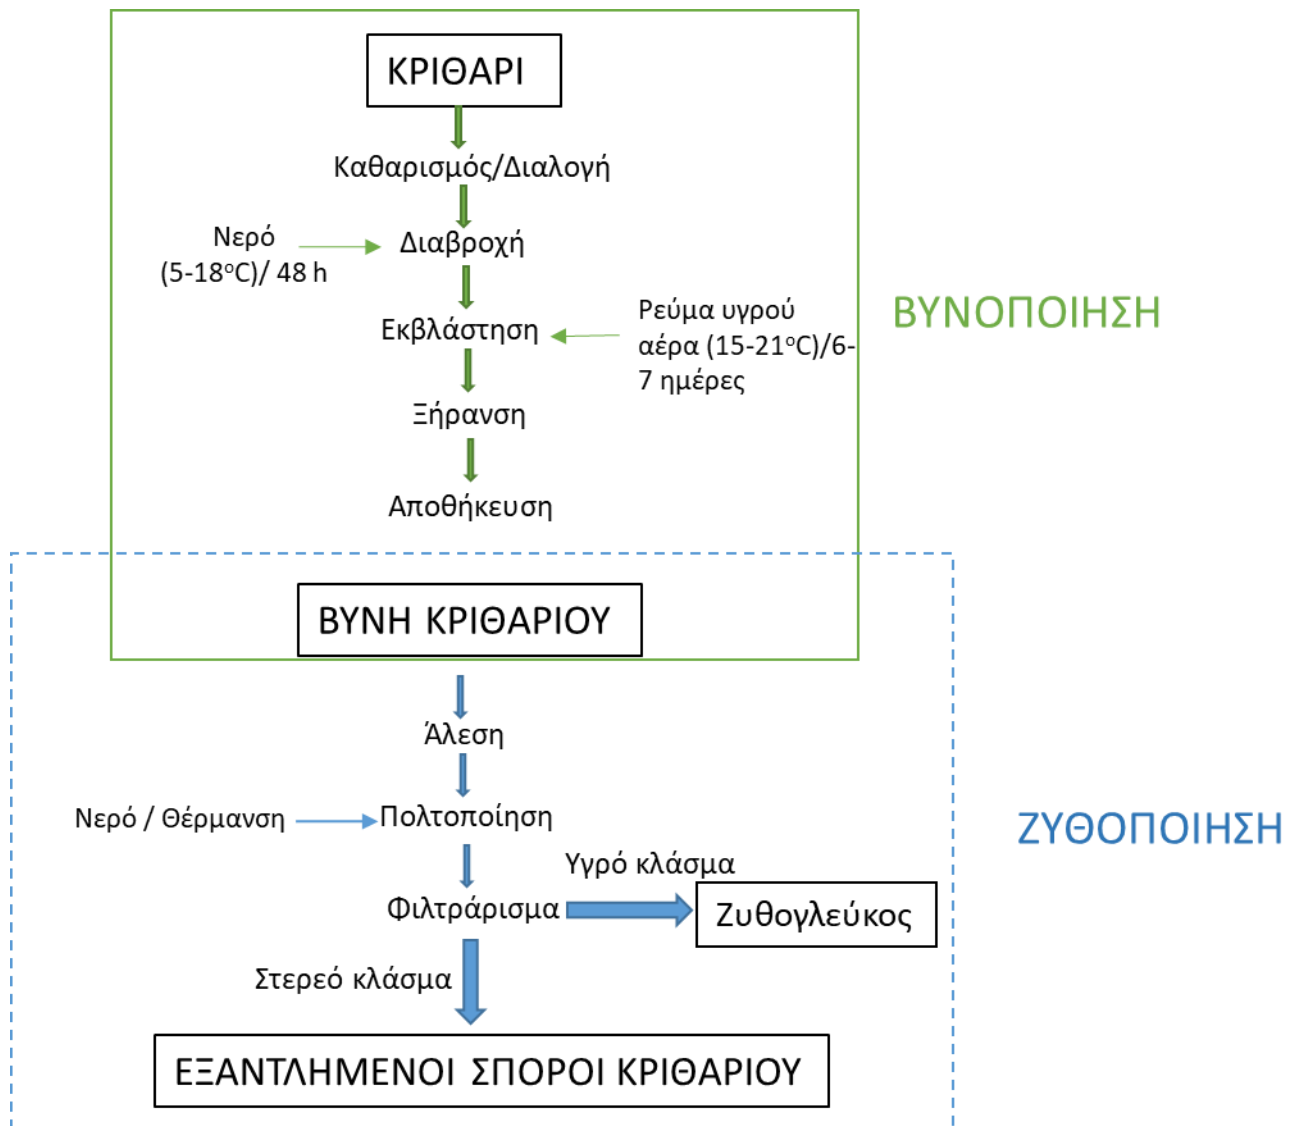 ΚΡΙΘΑΡΙ
Καθαρισμός/Διαλογή
Νερό
(5-18°C)/ 48 h
Διαβροχή
Εκβλάστηση
Ρεύμα υγρού
αέρα (15-21°C)/6-
7 ημέρες
ΒΥΝΟΠΟΙΗΣΗ
Ξήρανση
Αποθήκευση
ΒΥΝΗ ΚΡΙΘΑΡΙΟΥ
Άλεση
Νερό / Θέρμανση
Πολτοποίηση
ΖΥΘΟΠΟΙΗΣΗ
Υγρό κλάσμα
Φιλτράρισμα
Ζυθογλεύκος
Στερεό κλάσμα
ΕΞΑΝΤΛΗΜΕΝΟΙ ΣΠΟΡΟΙ ΚΡΙΘΑΡΙΟΥ